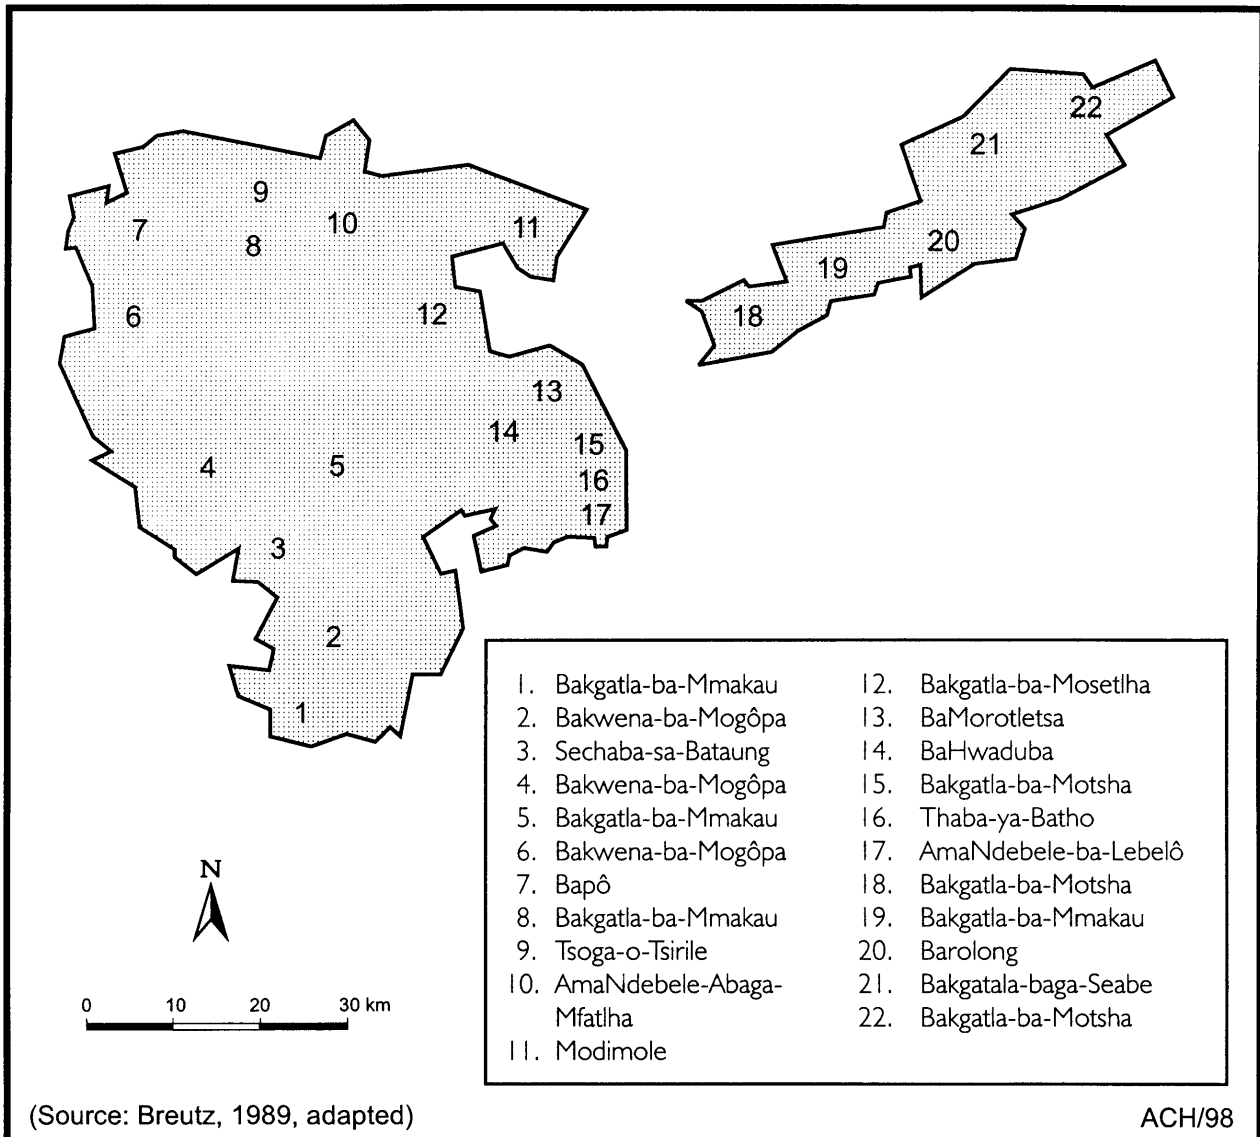 22
21
9
7
10
11
8
20
19
6
12
18
13
14
15
4
5
16
17
3
2
1
1. Bakgatla-ba-Mmakau
2. Bakwena-ba-Mogôpa
3. Sechaba-sa-Bataung
4. Bakwena-ba-Mogôpa
5. Bakgatla-ba-Mmakau
6. Bakwena-ba-Mogôpa
7. Bapô
8. Bakgatla-ba-Mmakau
9. Tsoga-o-Tsirile
10. AmaNdebele-Abaga-
Mfatlha
11. Modimole
12. Bakgatla-ba-Mosetlha
13. BaMorotletsa
14. BaHwaduba
15. Bakgatla-ba-Motsha
16. Thaba-ya-Batho
17. AmaNdebele-ba-Lebelô
18. Bakgatla-ba-Motsha
19. Bakgatla-ba-Mmakau
20. Barolong
21. Bakgatala-baga-Seabe
22. Bakgatla-ba-Motsha
N
0 10 20 30 km
(Source: Breutz, 1989, adapted)
ACH/98